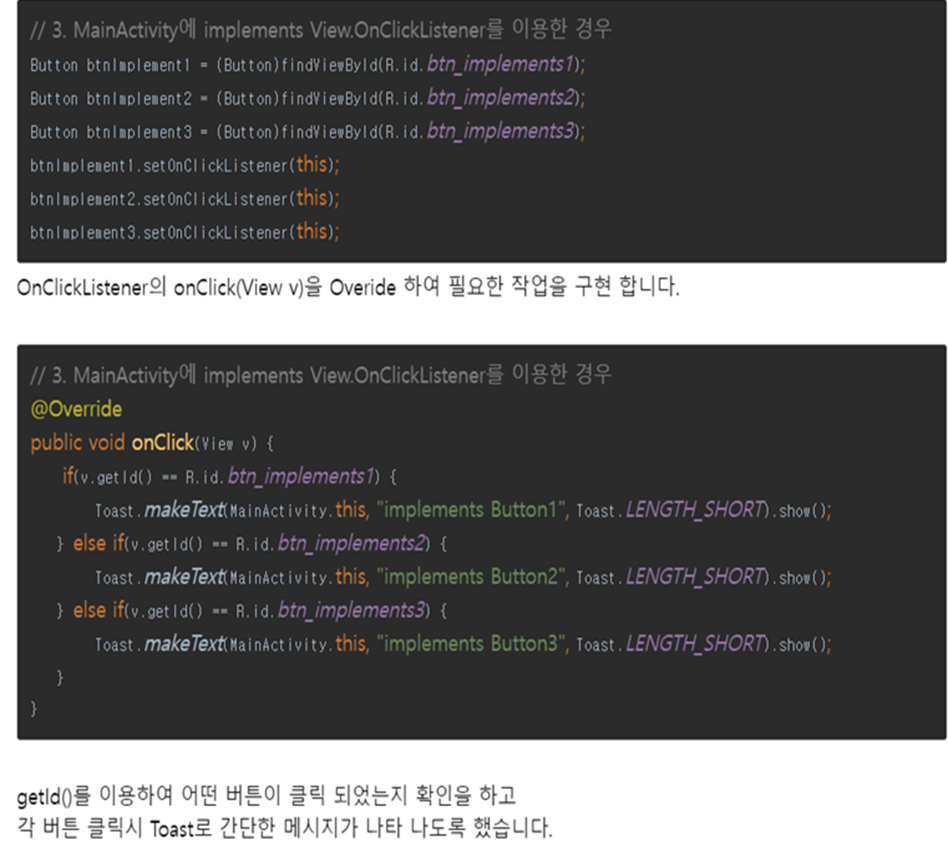 // 3. MainActivity에 implements View.OnClickListener를 이용한 경우
Button btnImplement1 = (Button)findViewById(R.id.btn_implements1);
Button btnImplement2 = (Button)findViewById(R.id.btn_implements2);
Button btnImplement3 = (Button)findViewById(R.id.btn_implements3);
btnImplement1.setOnClickListener(this);
btnImplement2.setOnClickListener(this);
btnImplement3.setOnClickListener(this);
OnClickListener의 onClick(View v)을 Overide 하여 필요한 작업을 구현 합니다.
// 3. MainActivity에 implements View.OnClickListener를 이용한 경우
@Override
public void onClick(View v) {
if(v.getId() == R.id.btn_implements1) {
Toast.makeText(MainActivity.this, "implements Button1", Toast.LENGTH_SHORT).show();
} else if(v.getId() == R.id.btn_implements2) {
Toast.makeText(MainActivity.this, "implements Button2", Toast.LENGTH_SHORT).show();
} else if(v.getId() == R.id.btn_implements3) {
Toast.makeText(MainActivity.this, "implements Button3", Toast.LENGTH_SHORT).show();
}
}
getId()를 이용하여 어떤 버튼이 클릭 되었는지 확인을 하고
각 버튼 클릭시 Toast로 간단한 메시지가 나타 나도록 했습니다.